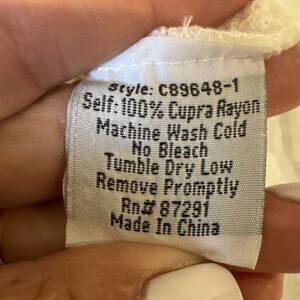 Style: C89648-1
Self: 100% Cupra Rayon
Machine Wash Cold
No Bleach
Tumble Dry Low
Remove Promptly
Rn# 87291
Made In China